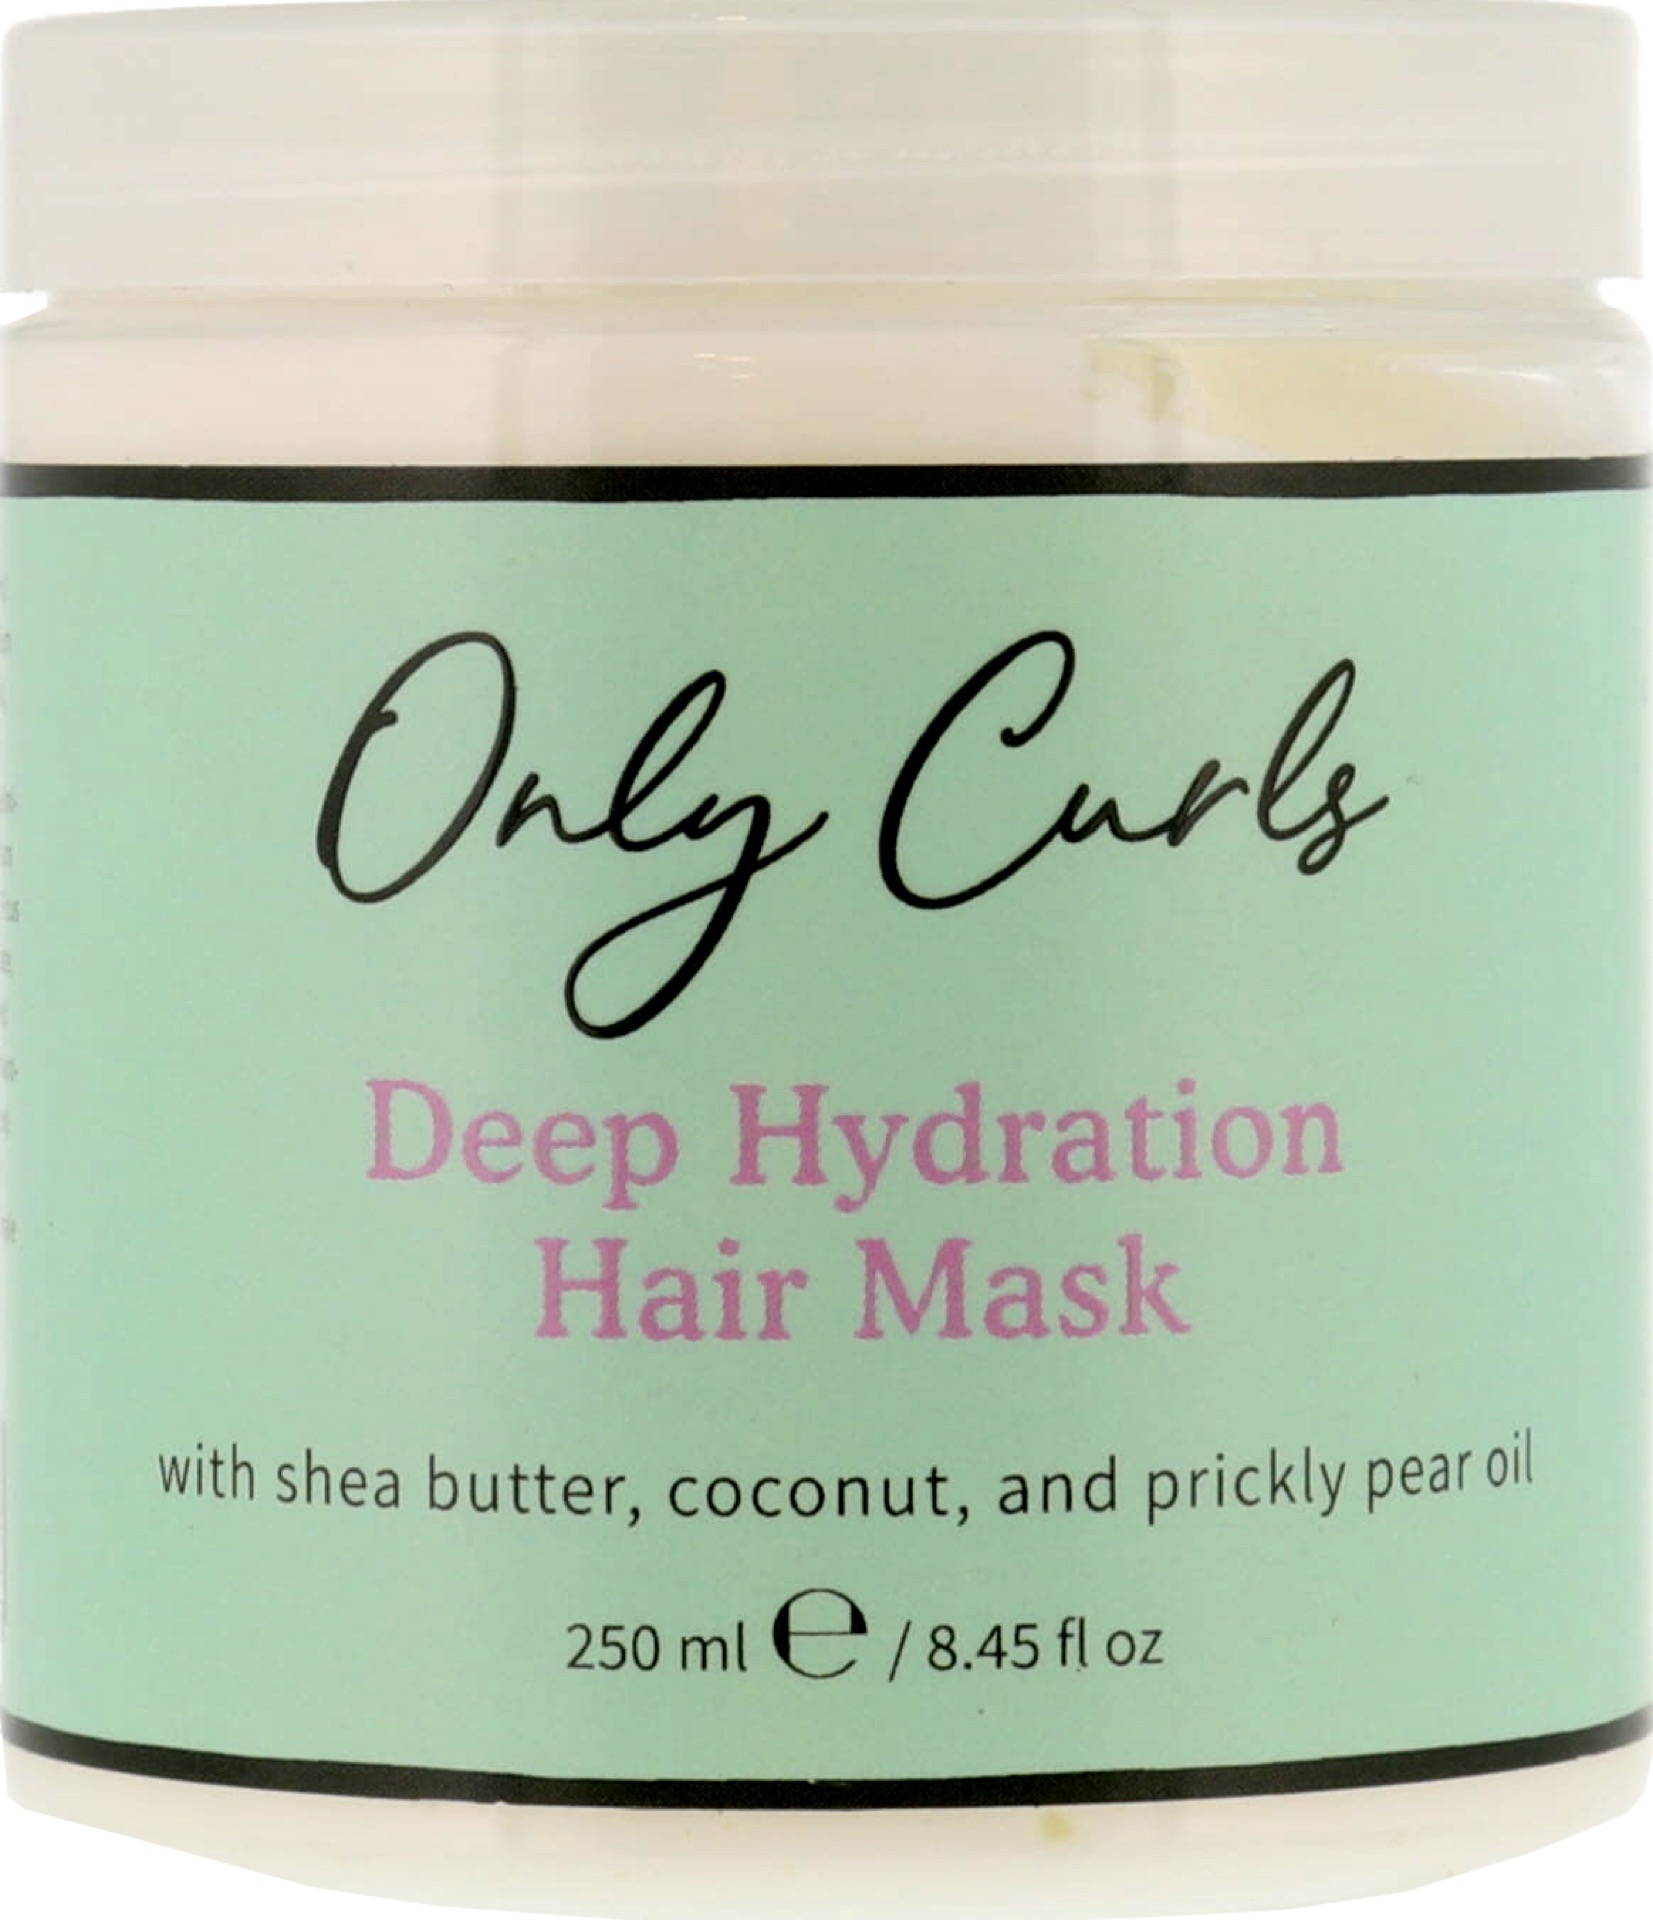 Only Curls
Deep Hydration
Hair Mask
with shea butter, coconut, and prickly pear oil
250 ml ℮ / 8.45 fl oz